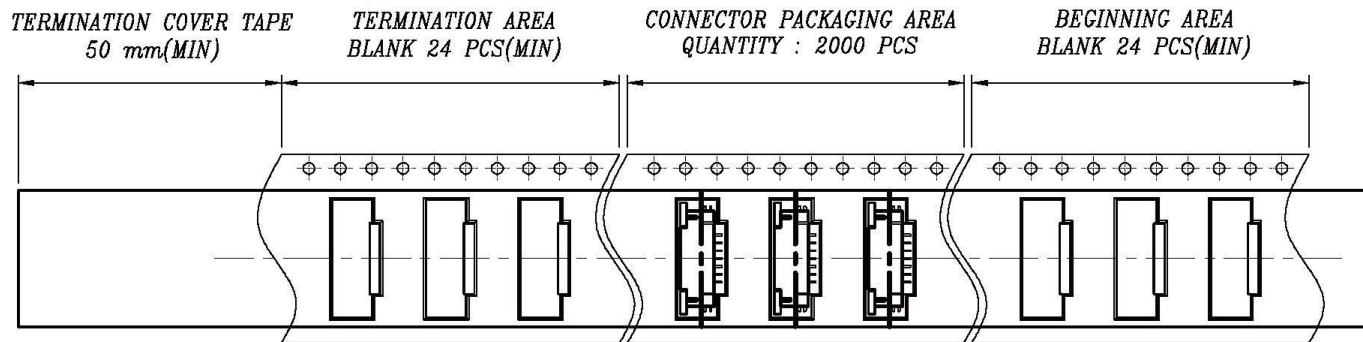 TERMINATION COVER TAPE
50 mm(MIN)
TERMINATION AREA
BLANK 24 PCS(MIN)
CONNECTOR PACKAGING AREA
QUANTITY : 2000 PCS
BEGINNING AREA
BLANK 24 PCS(MIN)